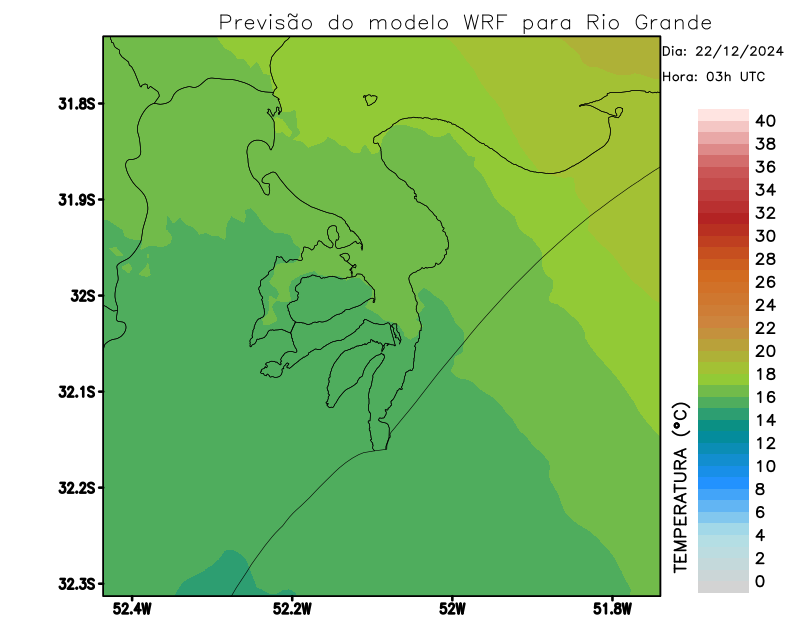 Previsão do modelo WRF para Rio Grande
Dia: 22/12/2024
Hora: 03h UTC
31.8S
31.9S
32S
32.1S
32.2S
32.3S
52.4W
52.2W
52W
51.8W
TEMPERATURA (°C)
40
38
36
34
32
30
28
26
24
22
20
18
16
14
12
10
8
6
4
2
0